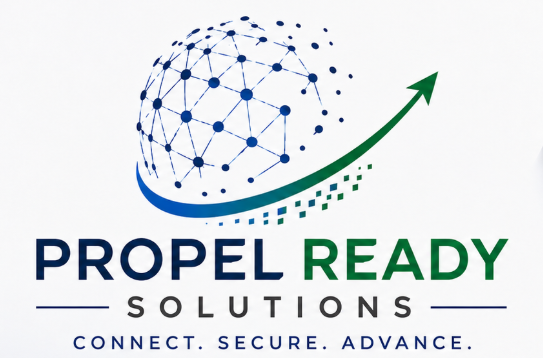 PROPEL READY
SOLUTIONS
CONNECT. SECURE. ADVANCE.